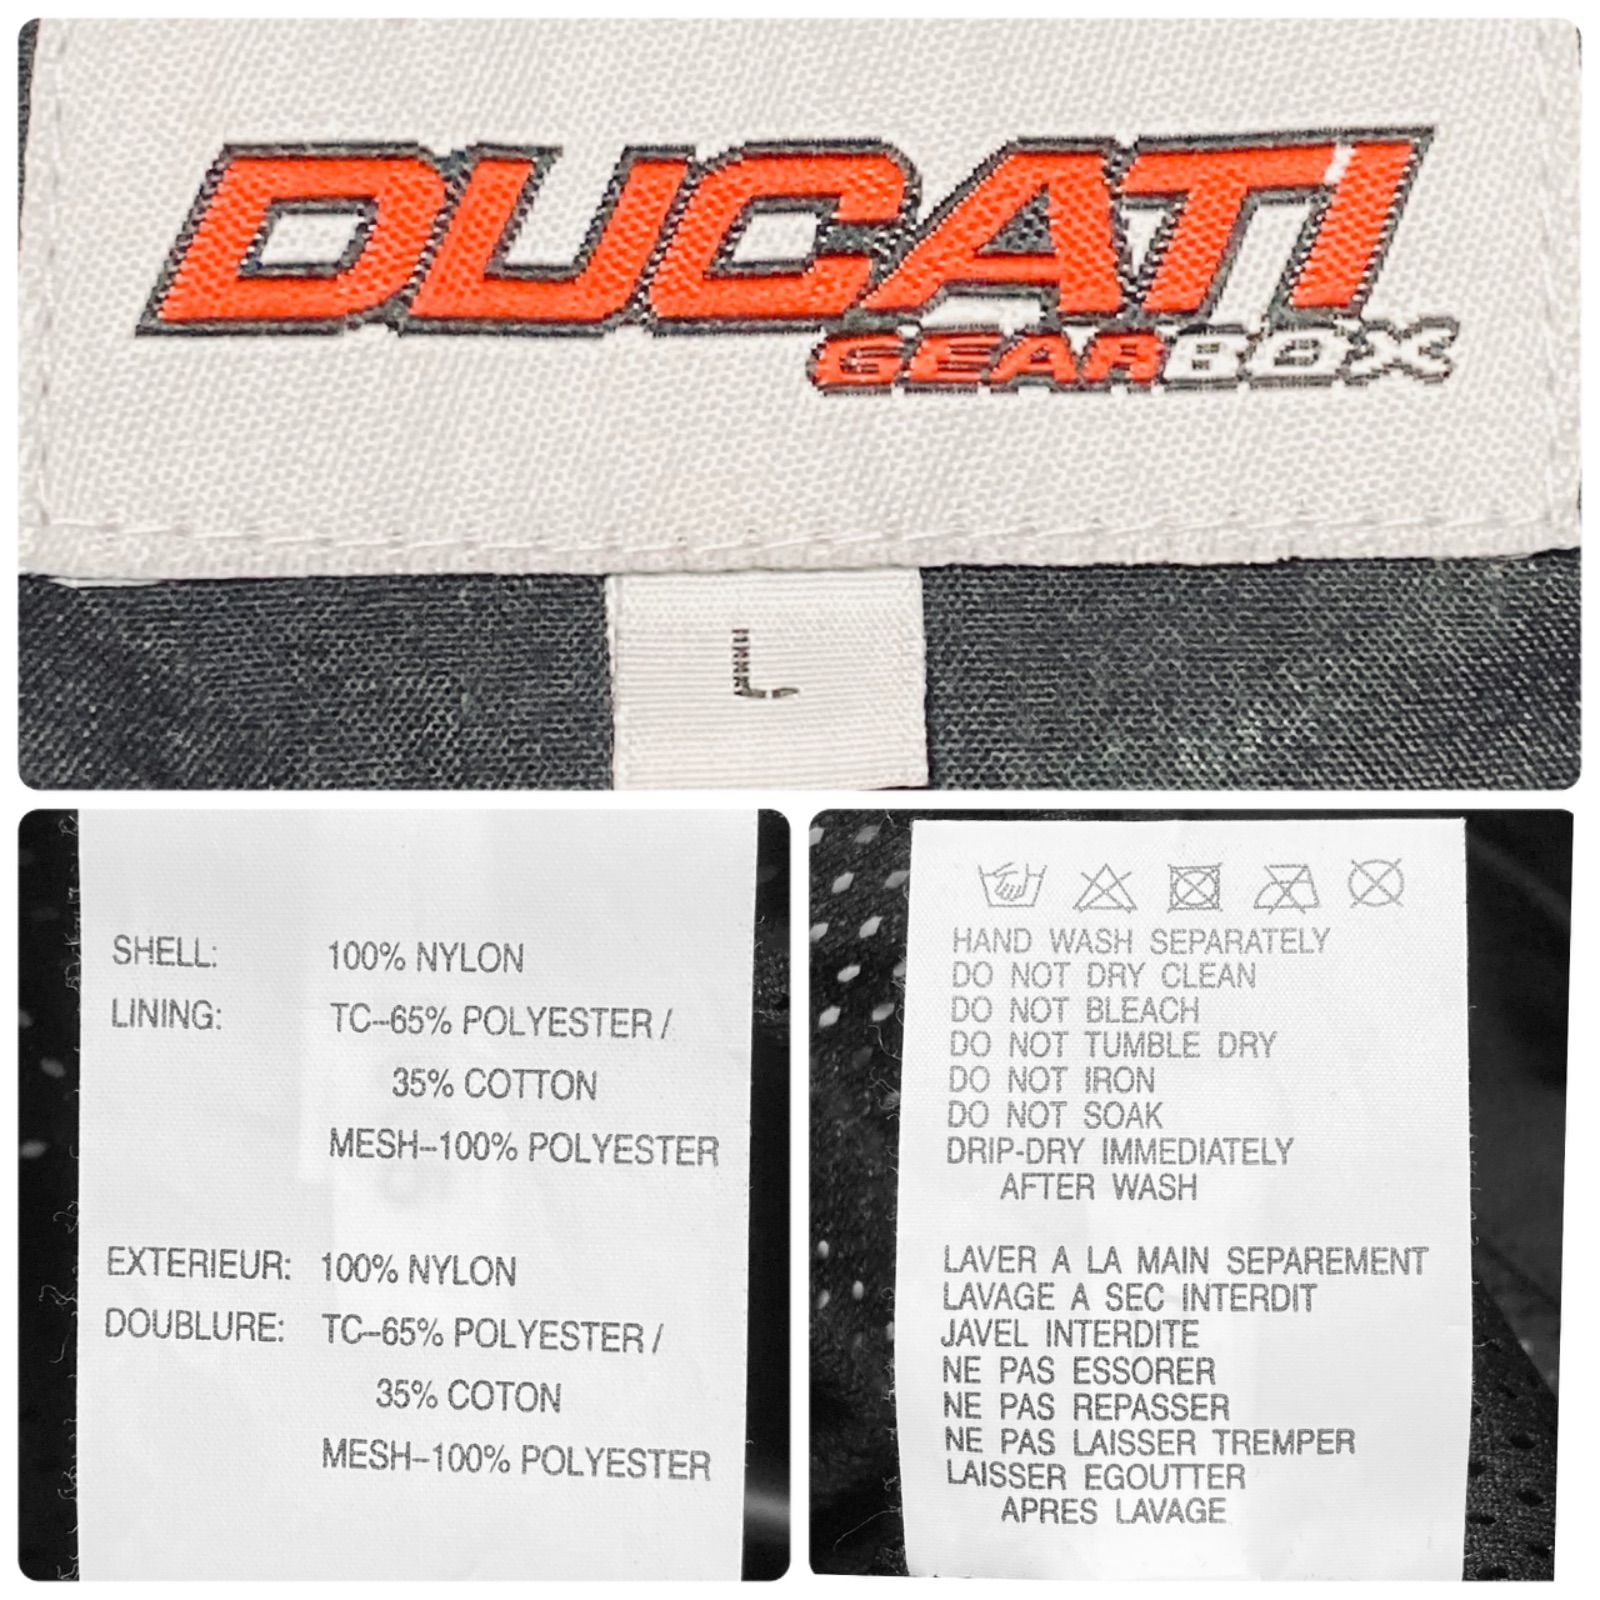 DUCATI
GEARBOX
L
SHELL: 100% NYLON
LINING: TC-65% POLYESTER /
35% COTTON
MESH-100% POLYESTER
EXTERIEUR: 100% NYLON
DOUBLURE: TC-65% POLYESTER /
35% COTON
MESH-100% POLYESTER
HAND WASH SEPARATELY
DO NOT DRY CLEAN
DO NOT BLEACH
DO NOT TUMBLE DRY
DO NOT IRON
DO NOT SOAK
DRIP-DRY IMMEDIATELY
AFTER WASH
LAVER A LA MAIN SEPAREMENT
LAVAGE A SEC INTERDIT
JAVEL INTERDITE
NE PAS ESSORER
NE PAS REPASSER
NE PAS LAISSER TREMPER
LAISSER EGOUTTER
APRES LAVAGE